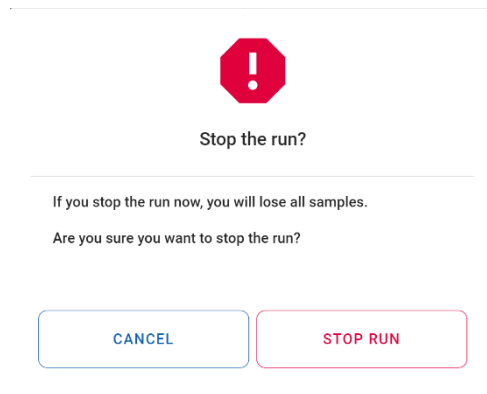 Stop the run?
If you stop the run now, you will lose all samples.
Are you sure you want to stop the run?
CANCEL STOP RUN